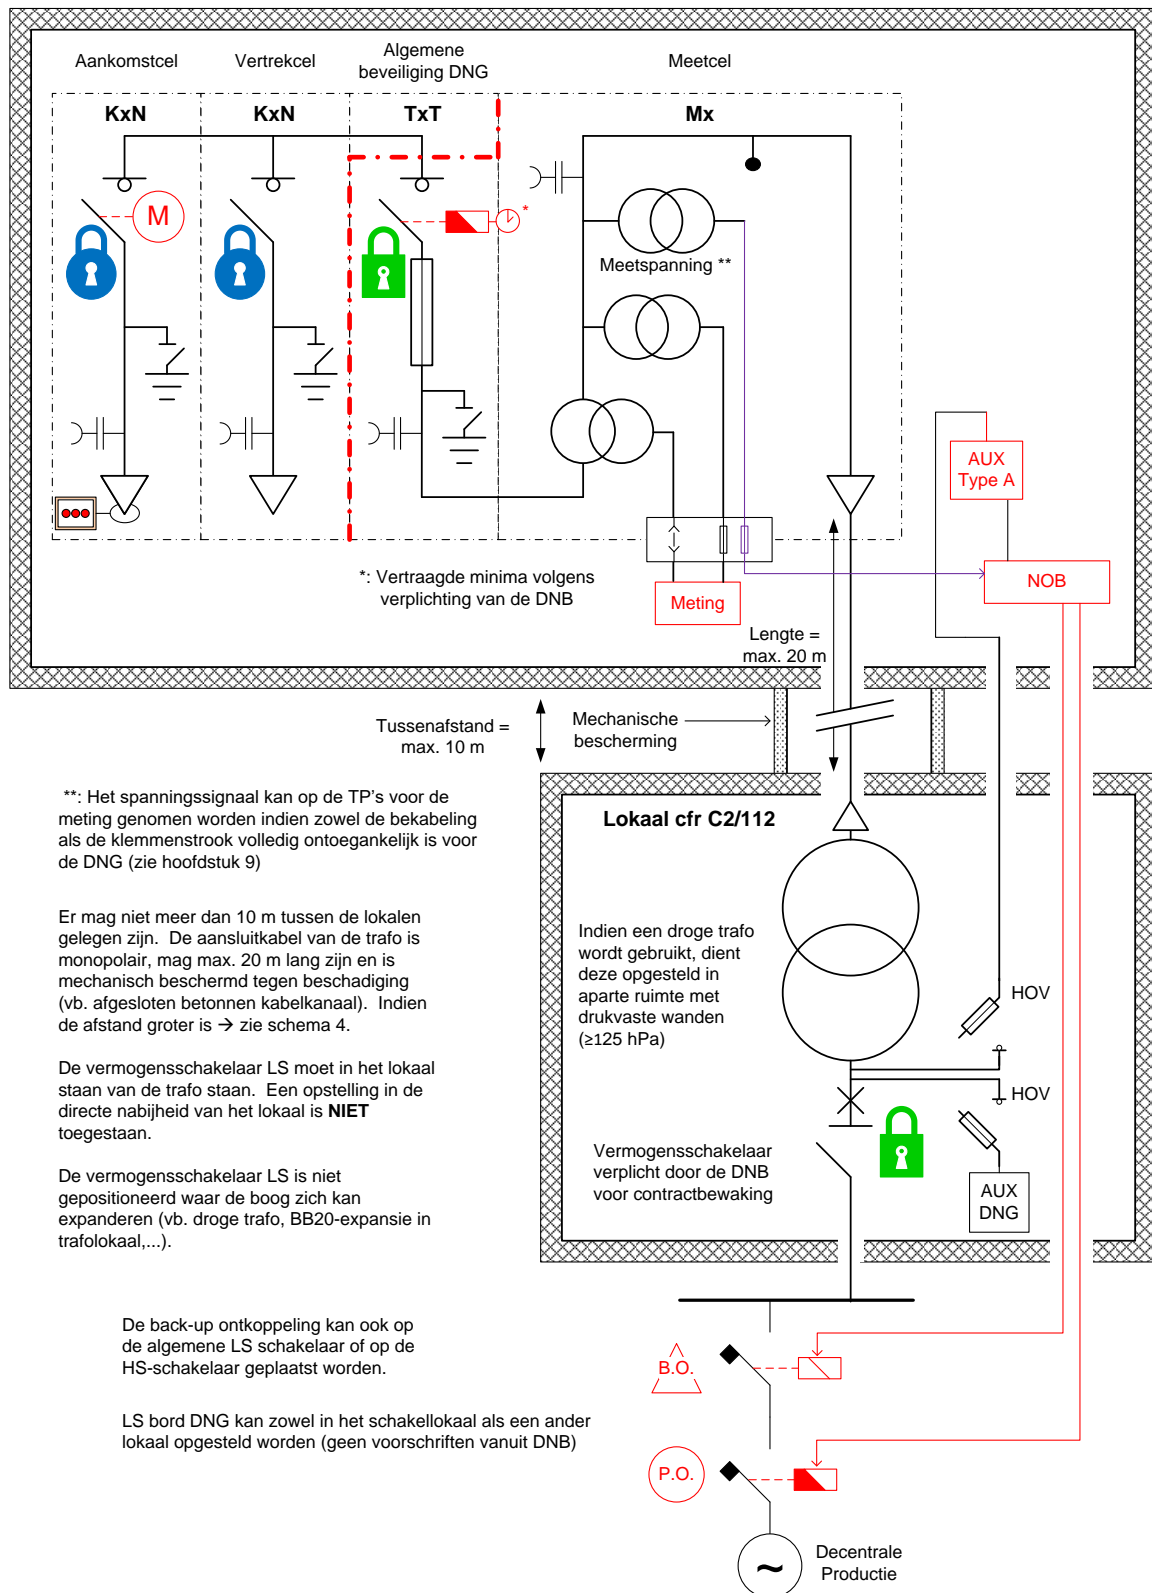 Aankomstcel
Vertrekcel
Algemene
beveiliging DNG
Meetcel
KxN
KxN
TxT
Mx
M
*
Meetspanning **
AUX
Type A
NOB
Meting
*: Vertraagde minima volgens
verplichting van de DNB
Lengte =
max. 20 m
Tussenafstand =
max. 10 m
Mechanische
bescherming
**: Het spanningssignaal kan op de TP's voor de
meting genomen worden indien zowel de bekabeling
als de klemmenstrook volledig ontoegankelijk is voor
de DNG (zie hoofdstuk 9)
Lokaal cfr C2/112
Er mag niet meer dan 10 m tussen de lokalen
gelegen zijn. De aansluitkabel van de trafo is
monopolair, mag max. 20 m lang zijn en is
mechanisch beschermd tegen beschadiging
(vb. afgesloten betonnen kabelkanaal). Indien
de afstand groter is → zie schema 4.
Indien een droge trafo
wordt gebruikt, dient
deze opgesteld in
aparte ruimte met
drukvaste wanden
(≥125 hPa)
HOV
HOV
De vermogensschakelaar LS moet in het lokaal
staan van de trafo staan. Een opstelling in de
directe nabijheid van het lokaal is NIET
toegestaan.
Vermogensschakelaar
verplicht door de DNB
voor contractbewaking
AUX
DNG
De vermogensschakelaar LS is niet
gepositioneerd waar de boog zich kan
expanderen (vb. droge trafo, BB20-expansie in
trafolokaal,...).
De back-up ontkoppeling kan ook op
de algemene LS schakelaar of op de
HS-schakelaar geplaatst worden.
B.O.
LS bord DNG kan zowel in het schakellokaal als een ander
lokaal opgesteld worden (geen voorschriften vanuit DNB)
P.O.
~
Decentrale
Productie